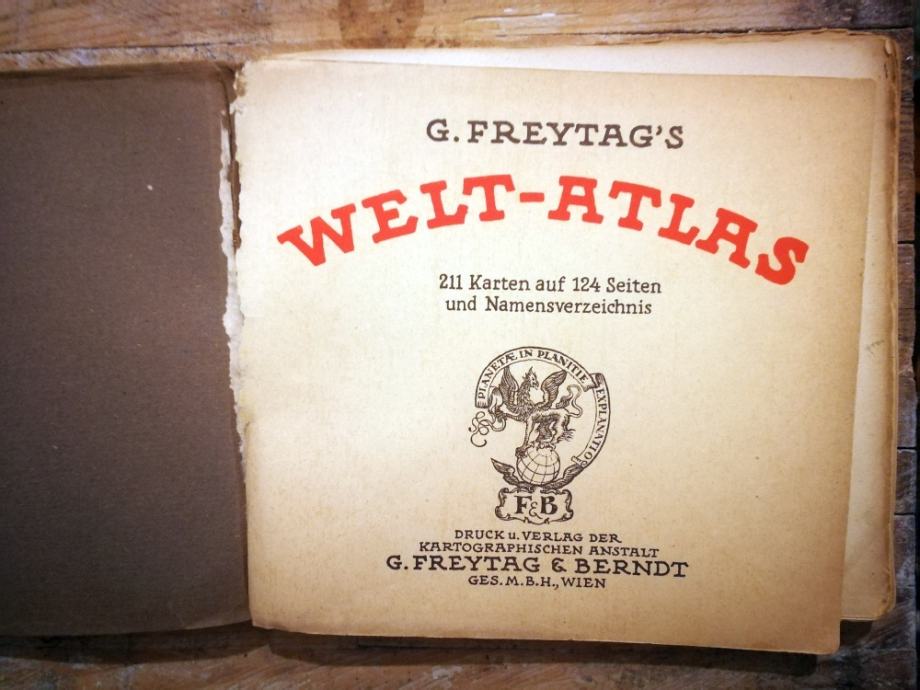 G. FREYTAG'S
WELT-ATLAS
211 Karten auf 124 Seiten
und Namensverzeichnis
PLANETÆ IN PLANITIE EXPLANATIO
F & B
DRUCK u. VERLAG DER
KARTOGRAPHISCHEN ANSTALT
G. FREYTAG & BERNDT
GES. M. B. H., WIEN